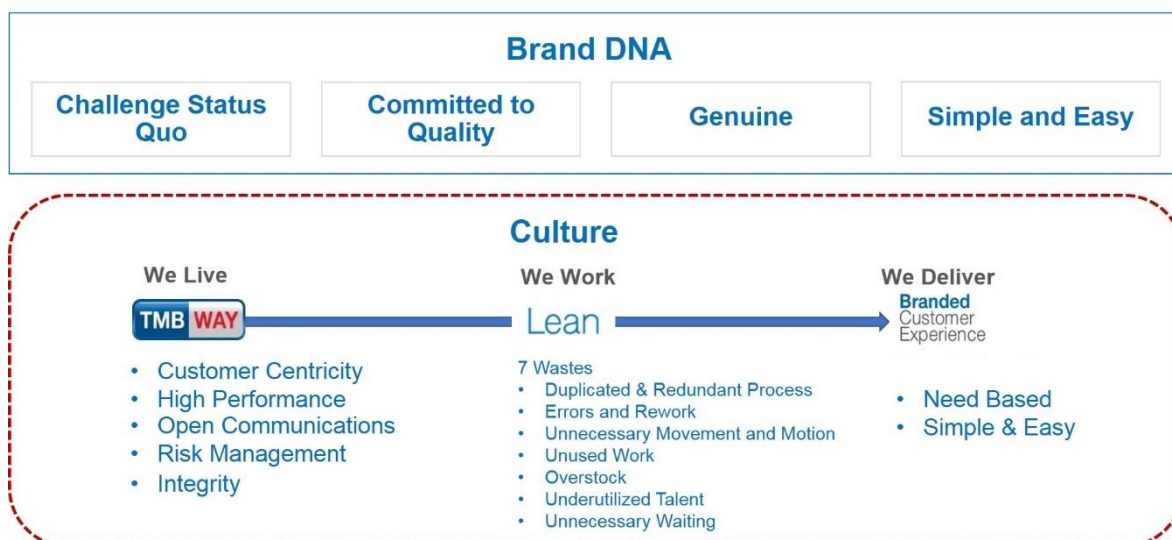 Brand DNA
Challenge Status
Quo
Committed to
Quality
Genuine
Simple and Easy
Culture
We Live
TMB WAY
• Customer Centricity
• High Performance
• Open Communications
• Risk Management
• Integrity
We Work
Lean
7 Wastes
• Duplicated & Redundant Process
• Errors and Rework
• Unnecessary Movement and Motion
• Unused Work
• Overstock
• Underutilized Talent
• Unnecessary Waiting
We Deliver
Branded
Customer
Experience
• Need Based
• Simple & Easy